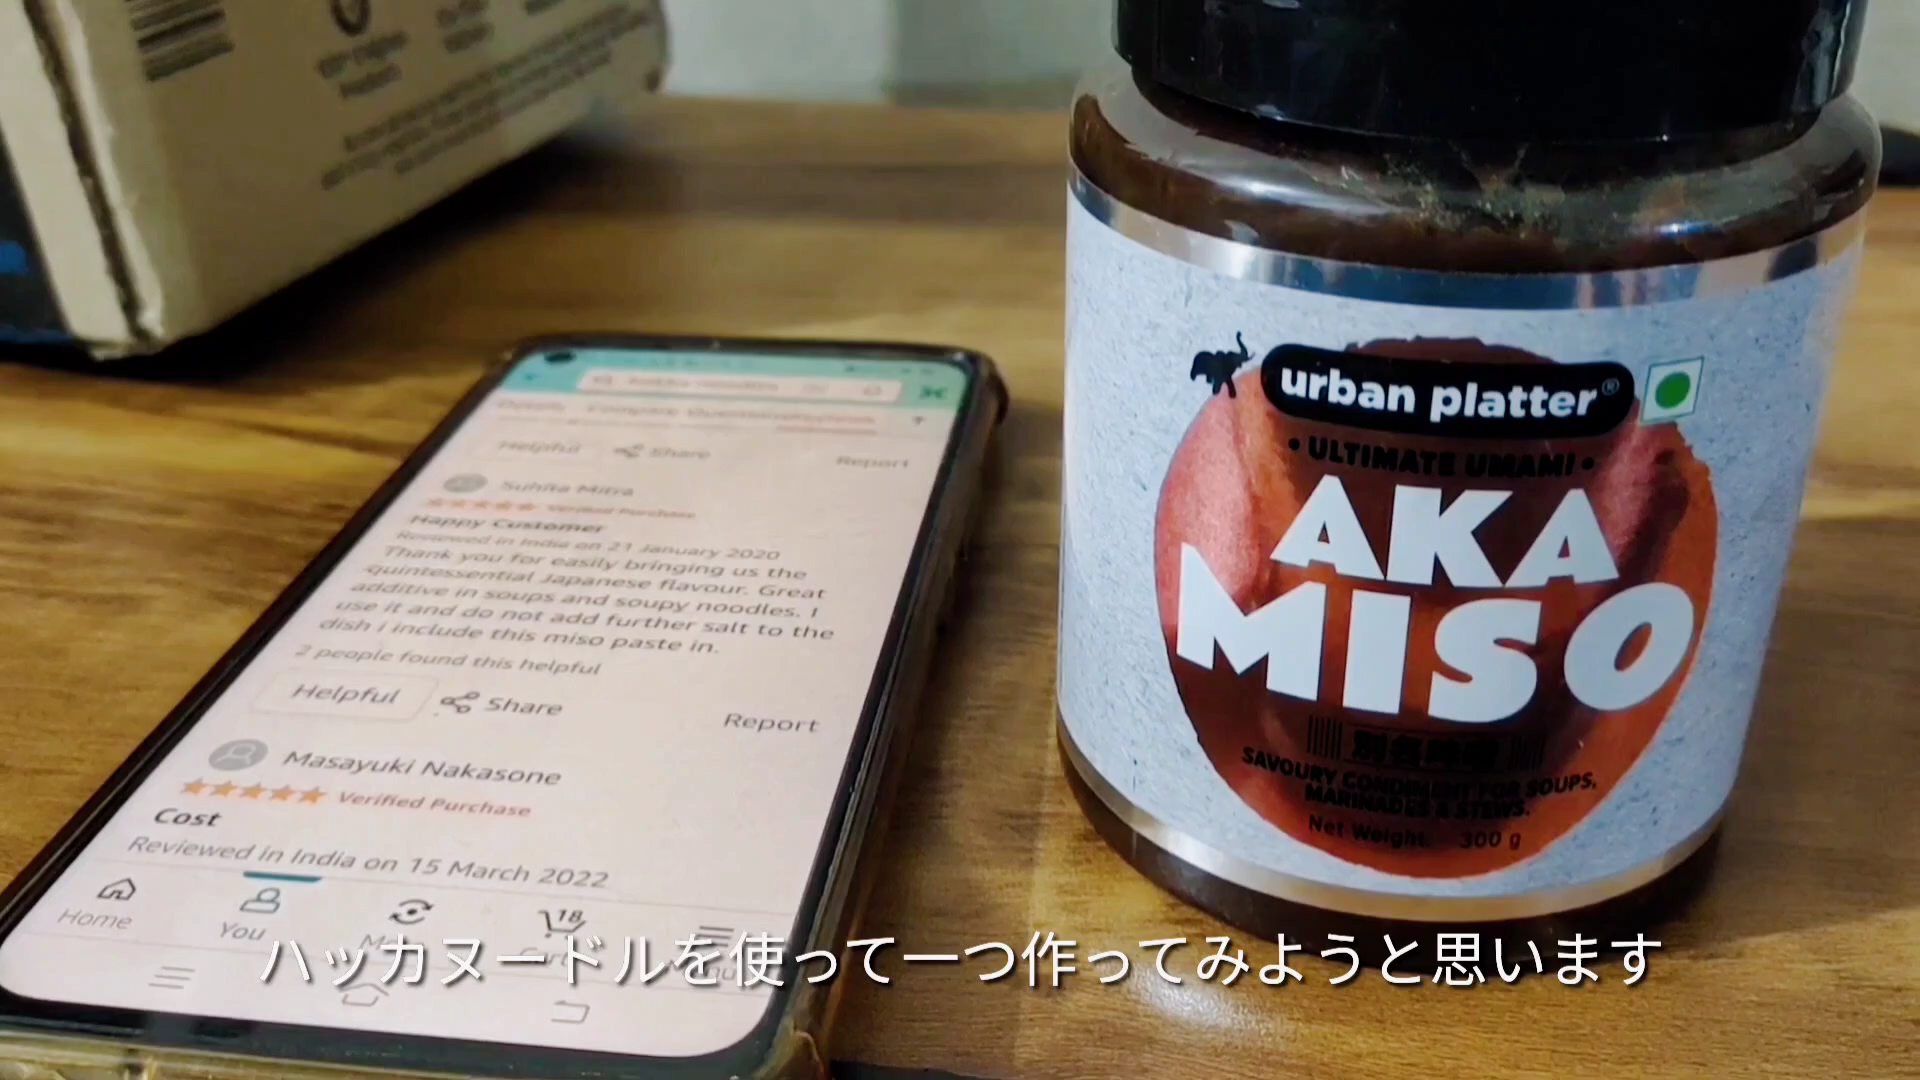 Helpful
Share
Report
Suhita Mitra
Verified Purchase
Happy Customer
Reviewed in India on 21 January 2020
Thank you for easily bringing us the
quintessential Japanese flavour. Great
additive in soups and soupy noodles. I
use it and do not add further salt to the
dish i include this miso paste in.
2 people found this helpful
Helpful
Share
Report
Masayuki Nakasone
Verified Purchase
Cost
Reviewed in India on 15 March 2022
Home
You
18
urban platter®
• ULTIMATE UMAMI •
AKA
MISO
SAVOURY CONDIMENT FOR SOUPS,
MARINADES & STEWS.
Net Weight: 300 g
ハッカヌードルを使って一つ作ってみようと思います